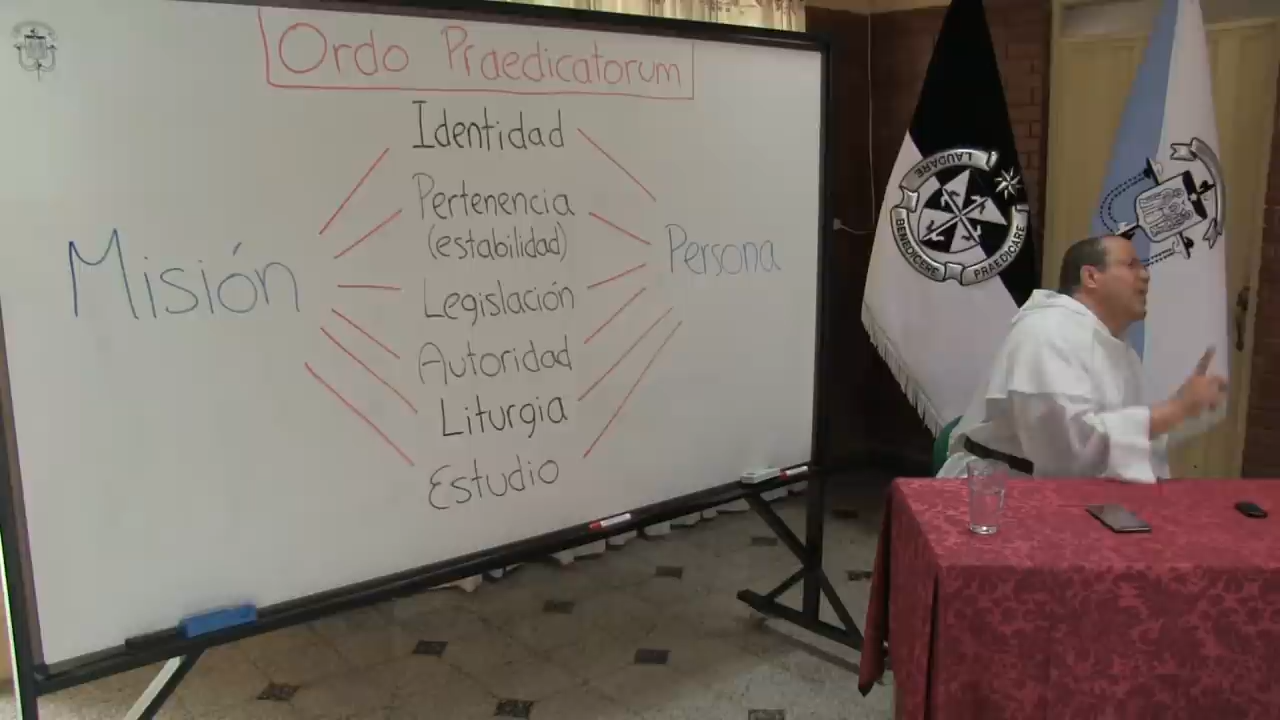 Ordo Praedicatorum
Identidad
Pertenencia
(estabilidad)
Misión
Persona
Legislación
Autoridad
Liturgia
Estudio
LAUDARE
BENEDICERE
PRAEDICARE